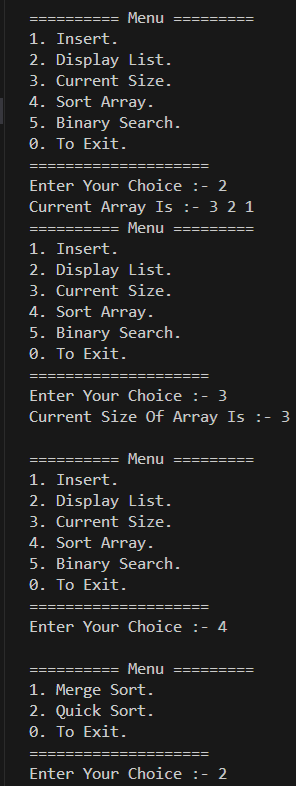 ========== Menu =========
1. Insert.
2. Display List.
3. Current Size.
4. Sort Array.
5. Binary Search.
0. To Exit.
====================
Enter Your Choice :- 2
Current Array Is :- 3 2 1
========== Menu =========
1. Insert.
2. Display List.
3. Current Size.
4. Sort Array.
5. Binary Search.
0. To Exit.
====================
Enter Your Choice :- 3
Current Size Of Array Is :- 3
========== Menu =========
1. Insert.
2. Display List.
3. Current Size.
4. Sort Array.
5. Binary Search.
0. To Exit.
====================
Enter Your Choice :- 4
========== Menu =========
1. Merge Sort.
2. Quick Sort.
0. To Exit.
====================
Enter Your Choice :- 2